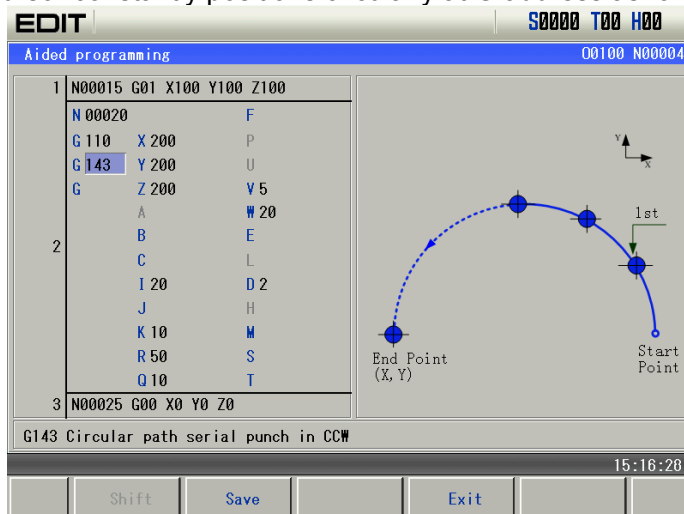 EDIT S0000 T00 H00
Aided programming O0100 N00004
1 N00015 G01 X100 Y100 Z100
N 00020 F
G 110 X 200 P
G 143 Y 200 U
G Z 200 V 5
A W 20
B E
2
C L
I 20 D 2
J H
K 10 M
R 50 S
Q 10 T
3 N00025 G00 X0 Y0 Z0
Y
X
1st
Start
Point
End Point
(X, Y)
G143 Circular path serial punch in CCW
15:16:28
Shift Save Exit